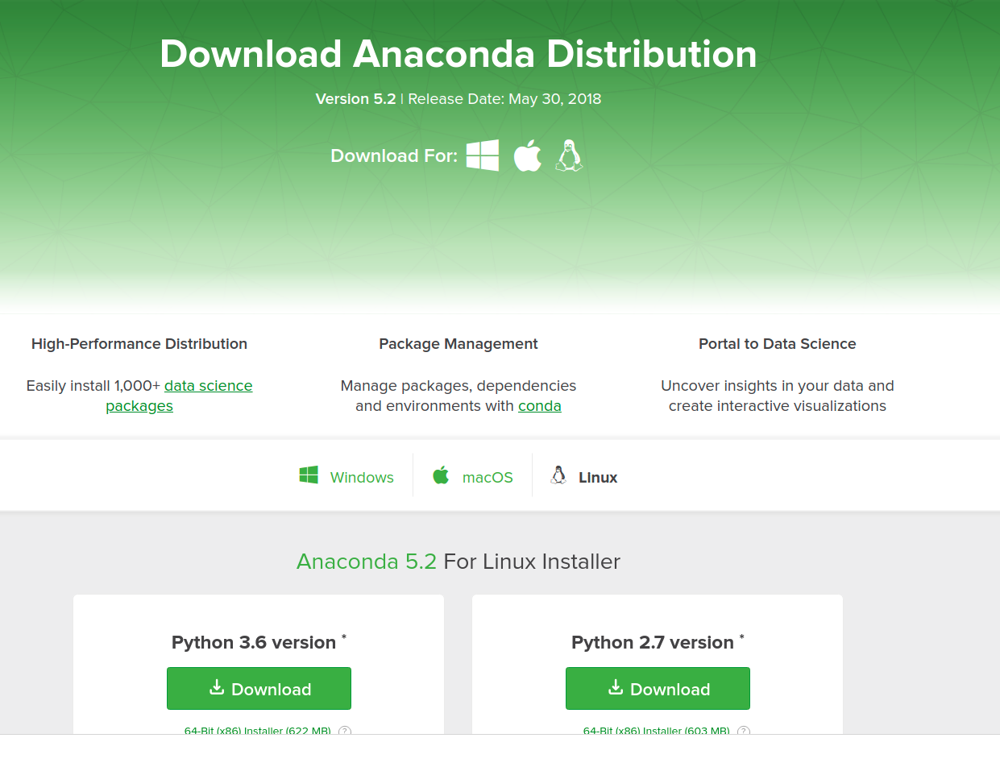 Download Anaconda Distribution
Version 5.2 | Release Date: May 30, 2018
Download For:
High-Performance Distribution
Easily install 1,000+ data science
packages
Package Management
Manage packages, dependencies
and environments with conda
Portal to Data Science
Uncover insights in your data and
create interactive visualizations
Windows
macOS
Linux
Anaconda 5.2 For Linux Installer
Python 3.6 version *
Download
64-Bit (x86) Installer (622 MB) ?
Python 2.7 version *
Download
64-Bit (x86) Installer (603 MB) ?